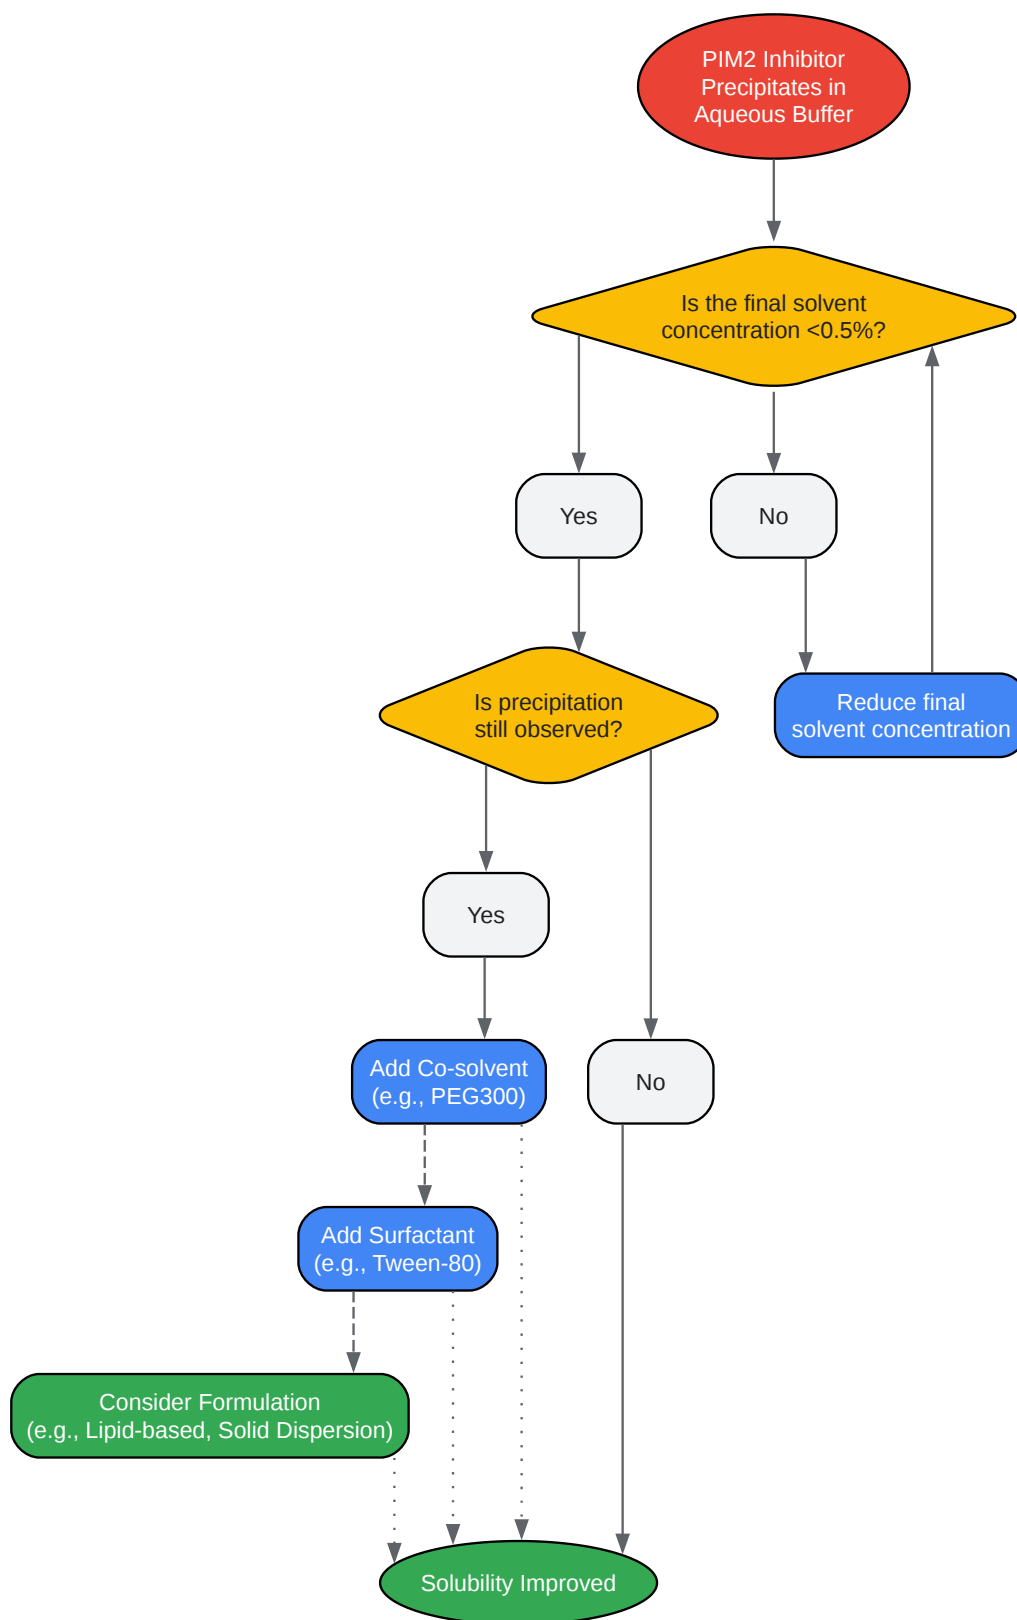 PIM2 Inhibitor
Precipitates in
Aqueous Buffer
Is the final solvent
concentration <0.5%?
Yes
No
Reduce final
solvent concentration
Is precipitation
still observed?
Yes
Add Co-solvent
(e.g., PEG300)
No
Add Surfactant
(e.g., Tween-80)
Consider Formulation
(e.g., Lipid-based, Solid Dispersion)
Solubility Improved